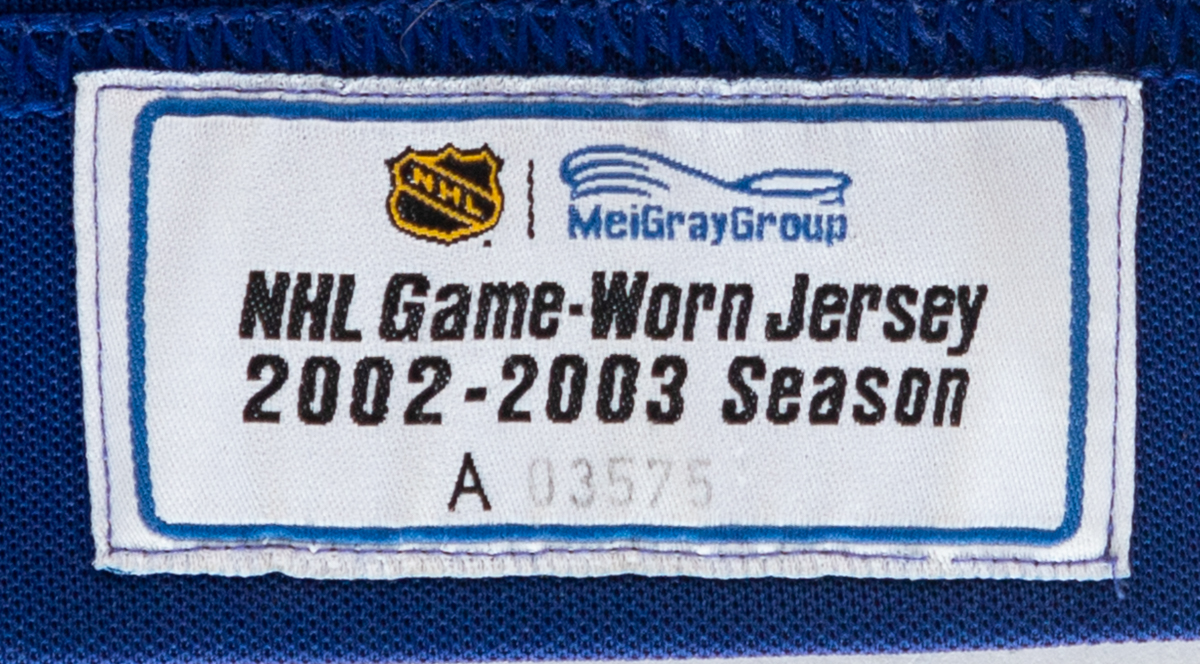 NHL MeiGrayGroup
NHL Game-Worn Jersey
2002-2003 Season
A 03575